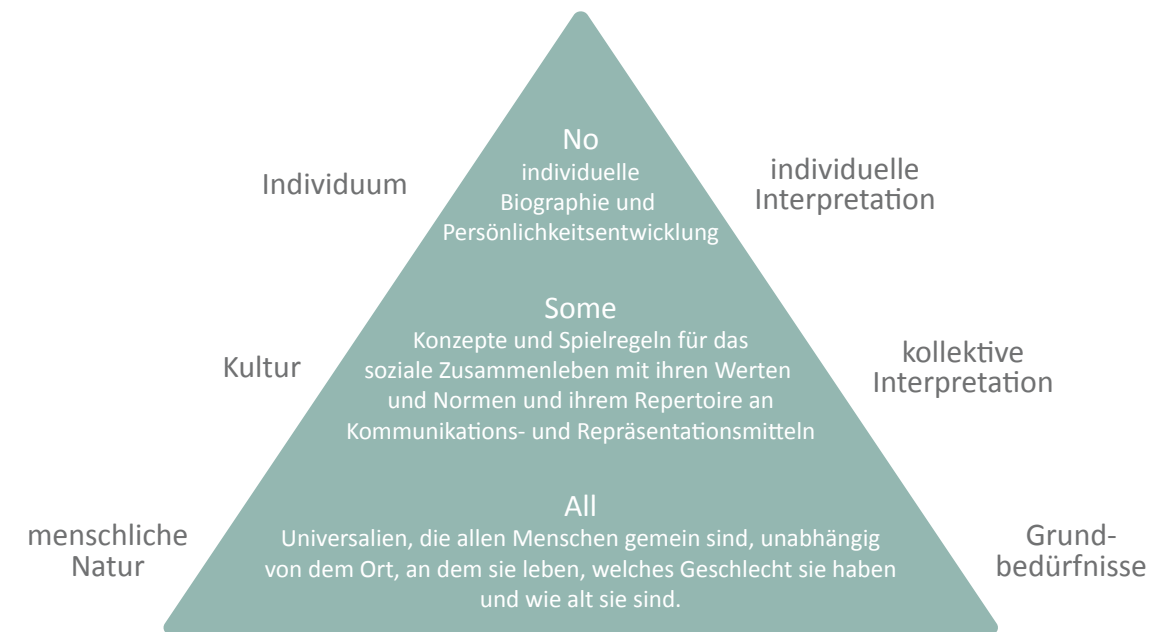 No
individuelle
Biographie und
Persönlichkeitsentwicklung
Individuum
individuelle
Interpretation
Some
Konzepte und Spielregeln für das
soziale Zusammenleben mit ihren Werten
und Normen und ihrem Repertoire an
Kommunikations- und Repräsentationsmitteln
Kultur
kollektive
Interpretation
All
Universalien, die allen Menschen gemein sind, unabhängig
von dem Ort, an dem sie leben, welches Geschlecht sie haben
und wie alt sie sind.
menschliche
Natur
Grund-
bedürfnisse